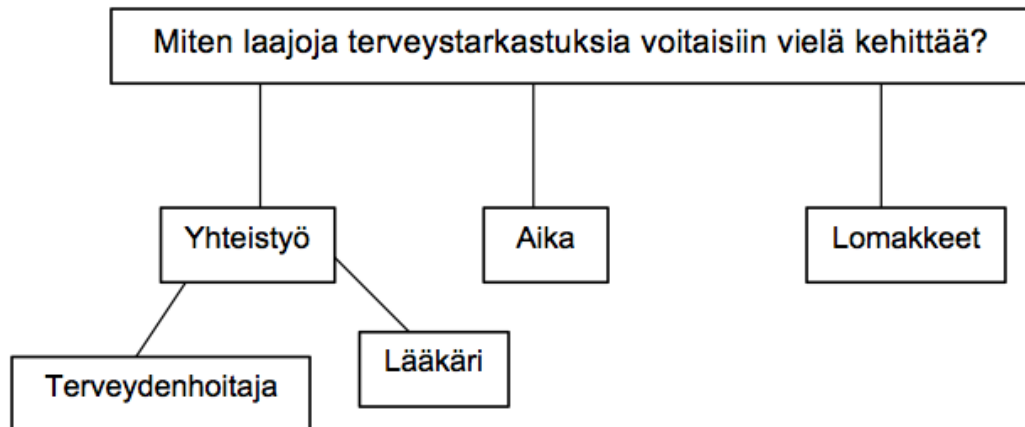 Miten laajoja terveystarkastuksia voitaisiin vielä kehittää?
Yhteistyö
Aika
Lomakkeet
Lääkäri
Terveydenhoitaja